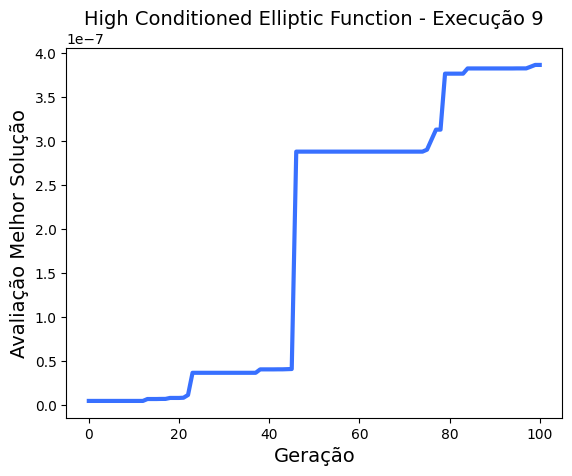 High Conditioned Elliptic Function - Execução 9
1e−7
4.0
3.5
3.0
2.5
2.0
1.5
1.0
0.5
0.0
Avaliação Melhor Solução
0 20 40 60 80 100
Geração